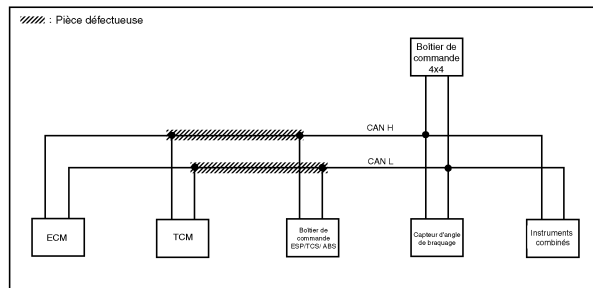 : Pièce défectueuse
Boîtier de
commande
4x4
CAN H
CAN L
ECM
TCM
Boîtier de
commande
ESP/TCS/ ABS
Capteur d'angle
de braquage
Instruments
combinés